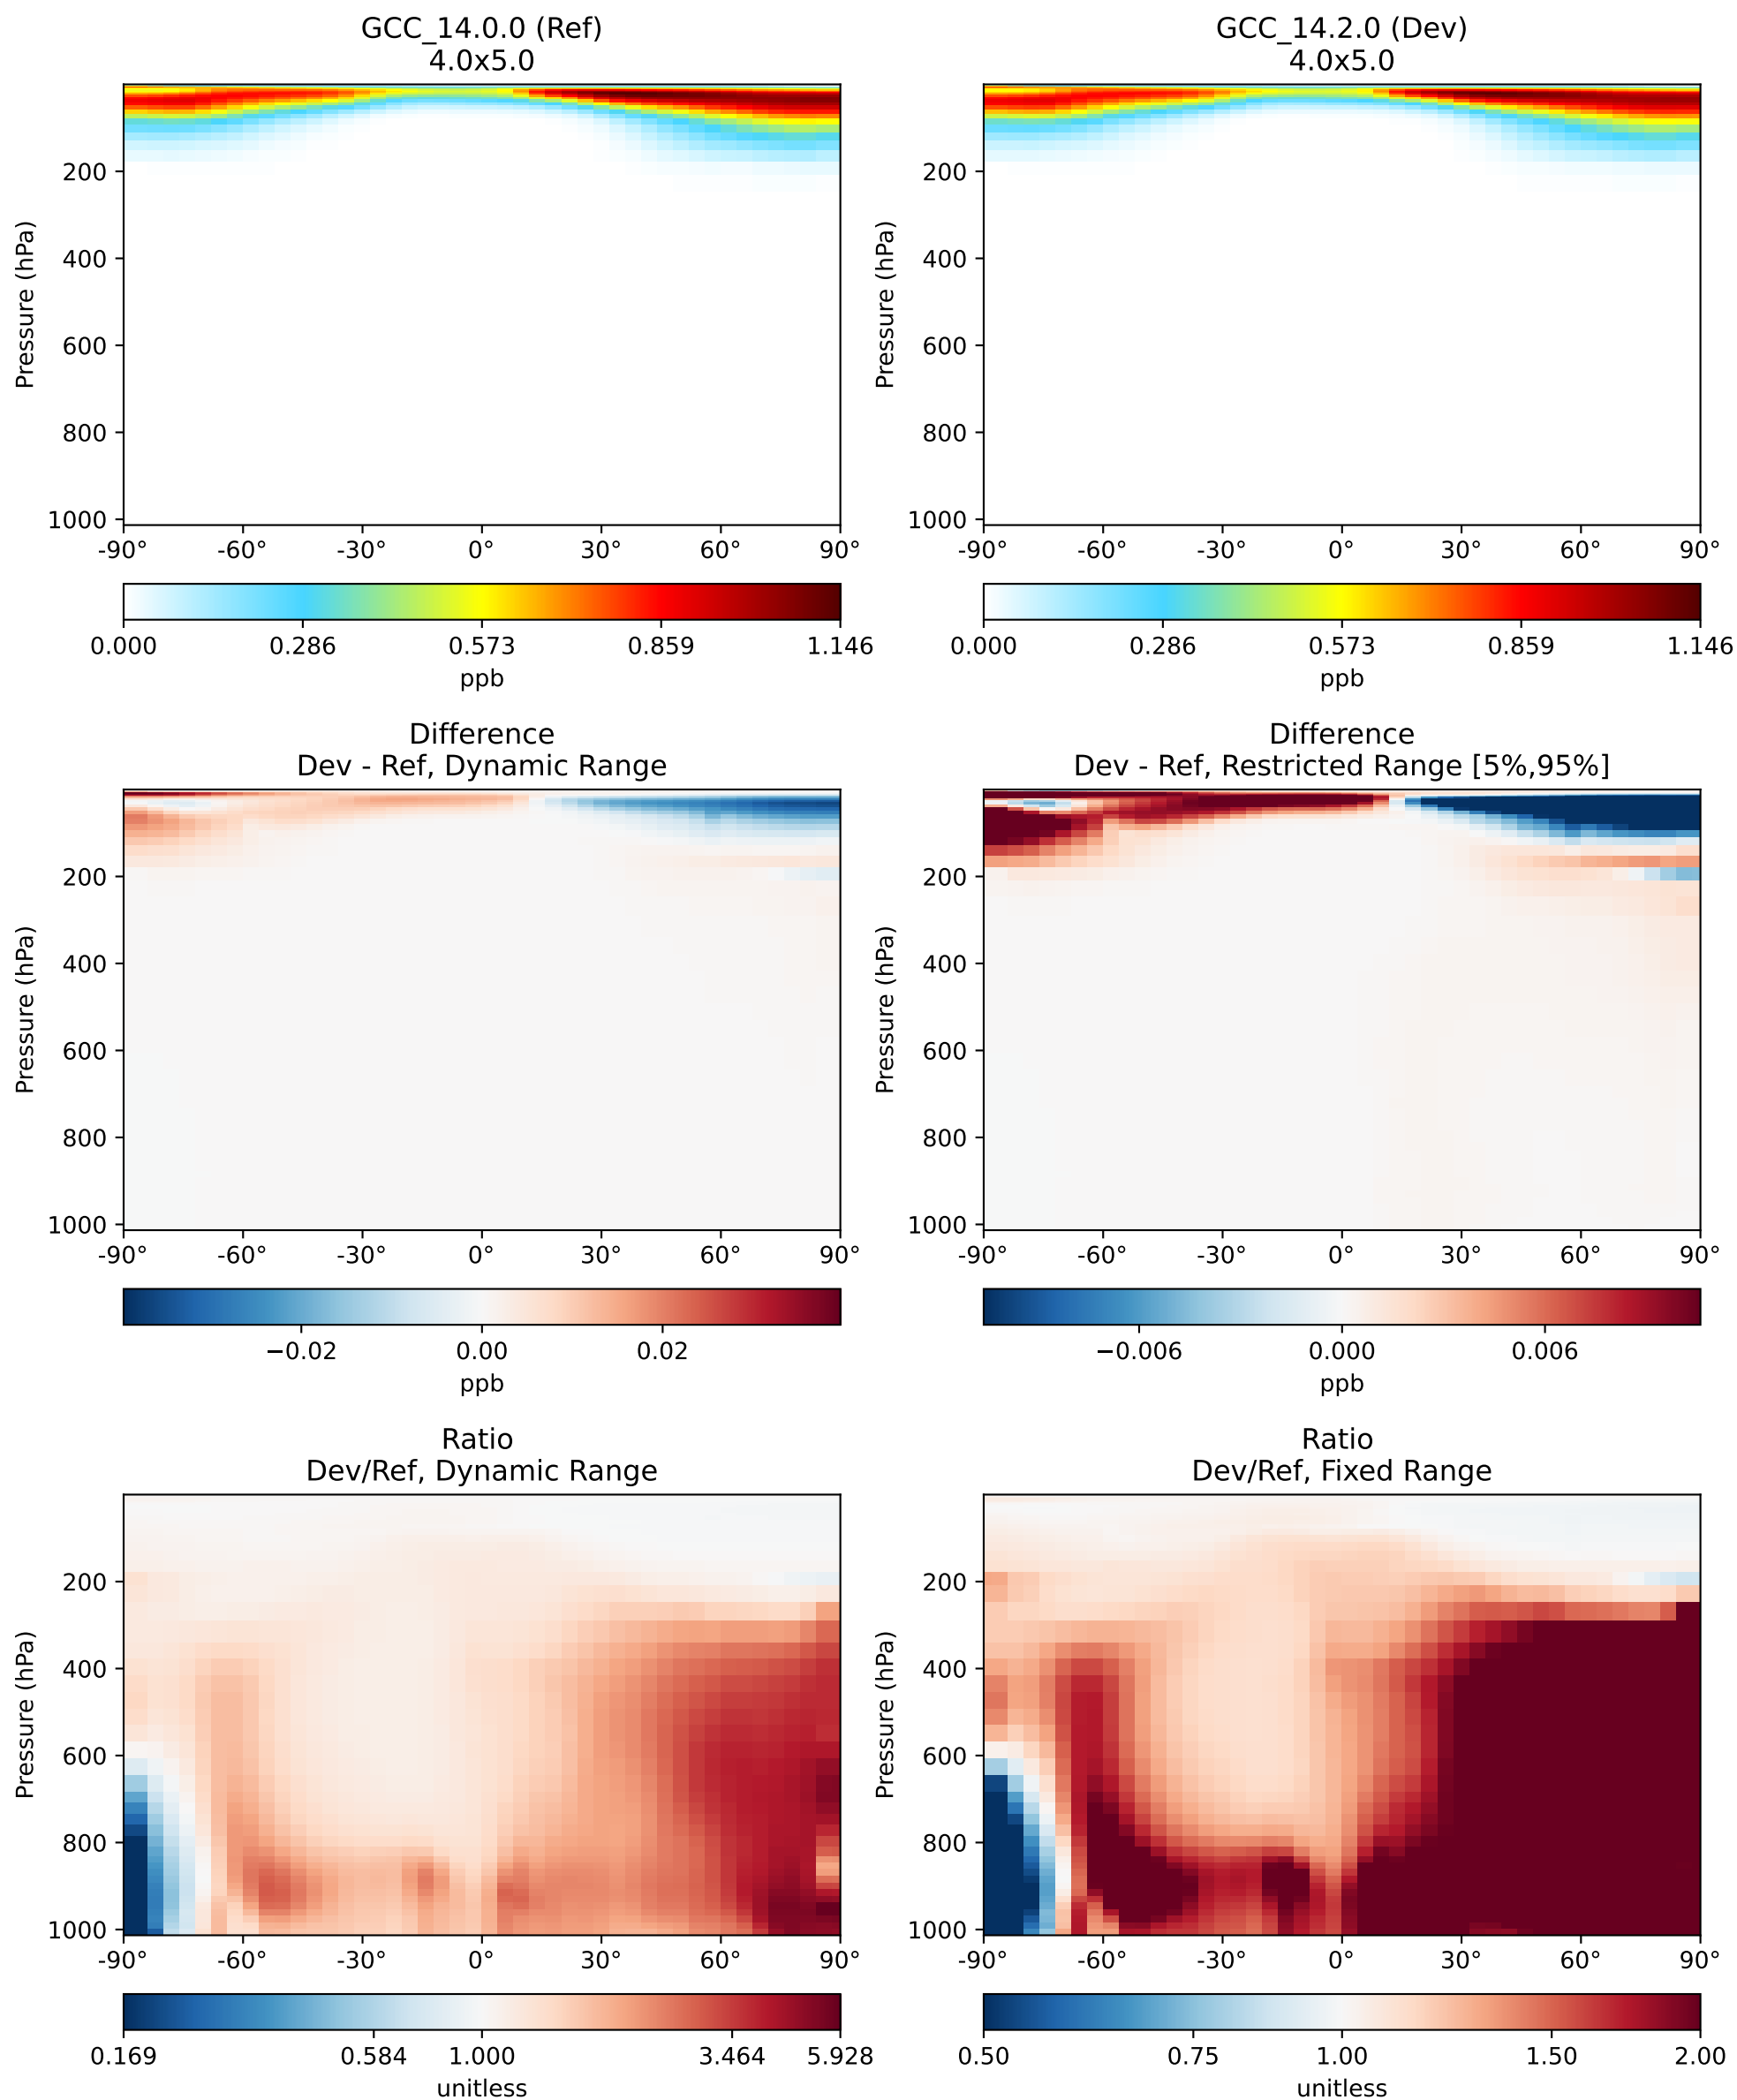 GCC_14.0.0 (Ref)
4.0x5.0
GCC_14.2.0 (Dev)
4.0x5.0
Pressure (hPa)
200
400
600
800
1000
-90° -60° -30° 0° 30° 60° 90°
0.000 0.286 0.573 0.859 1.146
ppb
Pressure (hPa)
200
400
600
800
1000
-90° -60° -30° 0° 30° 60° 90°
0.000 0.286 0.573 0.859 1.146
ppb
Difference
Dev - Ref, Dynamic Range
Difference
Dev - Ref, Restricted Range [5%,95%]
Pressure (hPa)
200
400
600
800
1000
-90° -60° -30° 0° 30° 60° 90°
−0.02 0.00 0.02
ppb
Pressure (hPa)
200
400
600
800
1000
-90° -60° -30° 0° 30° 60° 90°
−0.006 0.000 0.006
ppb
Ratio
Dev/Ref, Dynamic Range
Ratio
Dev/Ref, Fixed Range
Pressure (hPa)
200
400
600
800
1000
-90° -60° -30° 0° 30° 60° 90°
0.169 0.584 1.000 3.464 5.928
unitless
Pressure (hPa)
200
400
600
800
1000
-90° -60° -30° 0° 30° 60° 90°
0.50 0.75 1.00 1.50 2.00
unitless